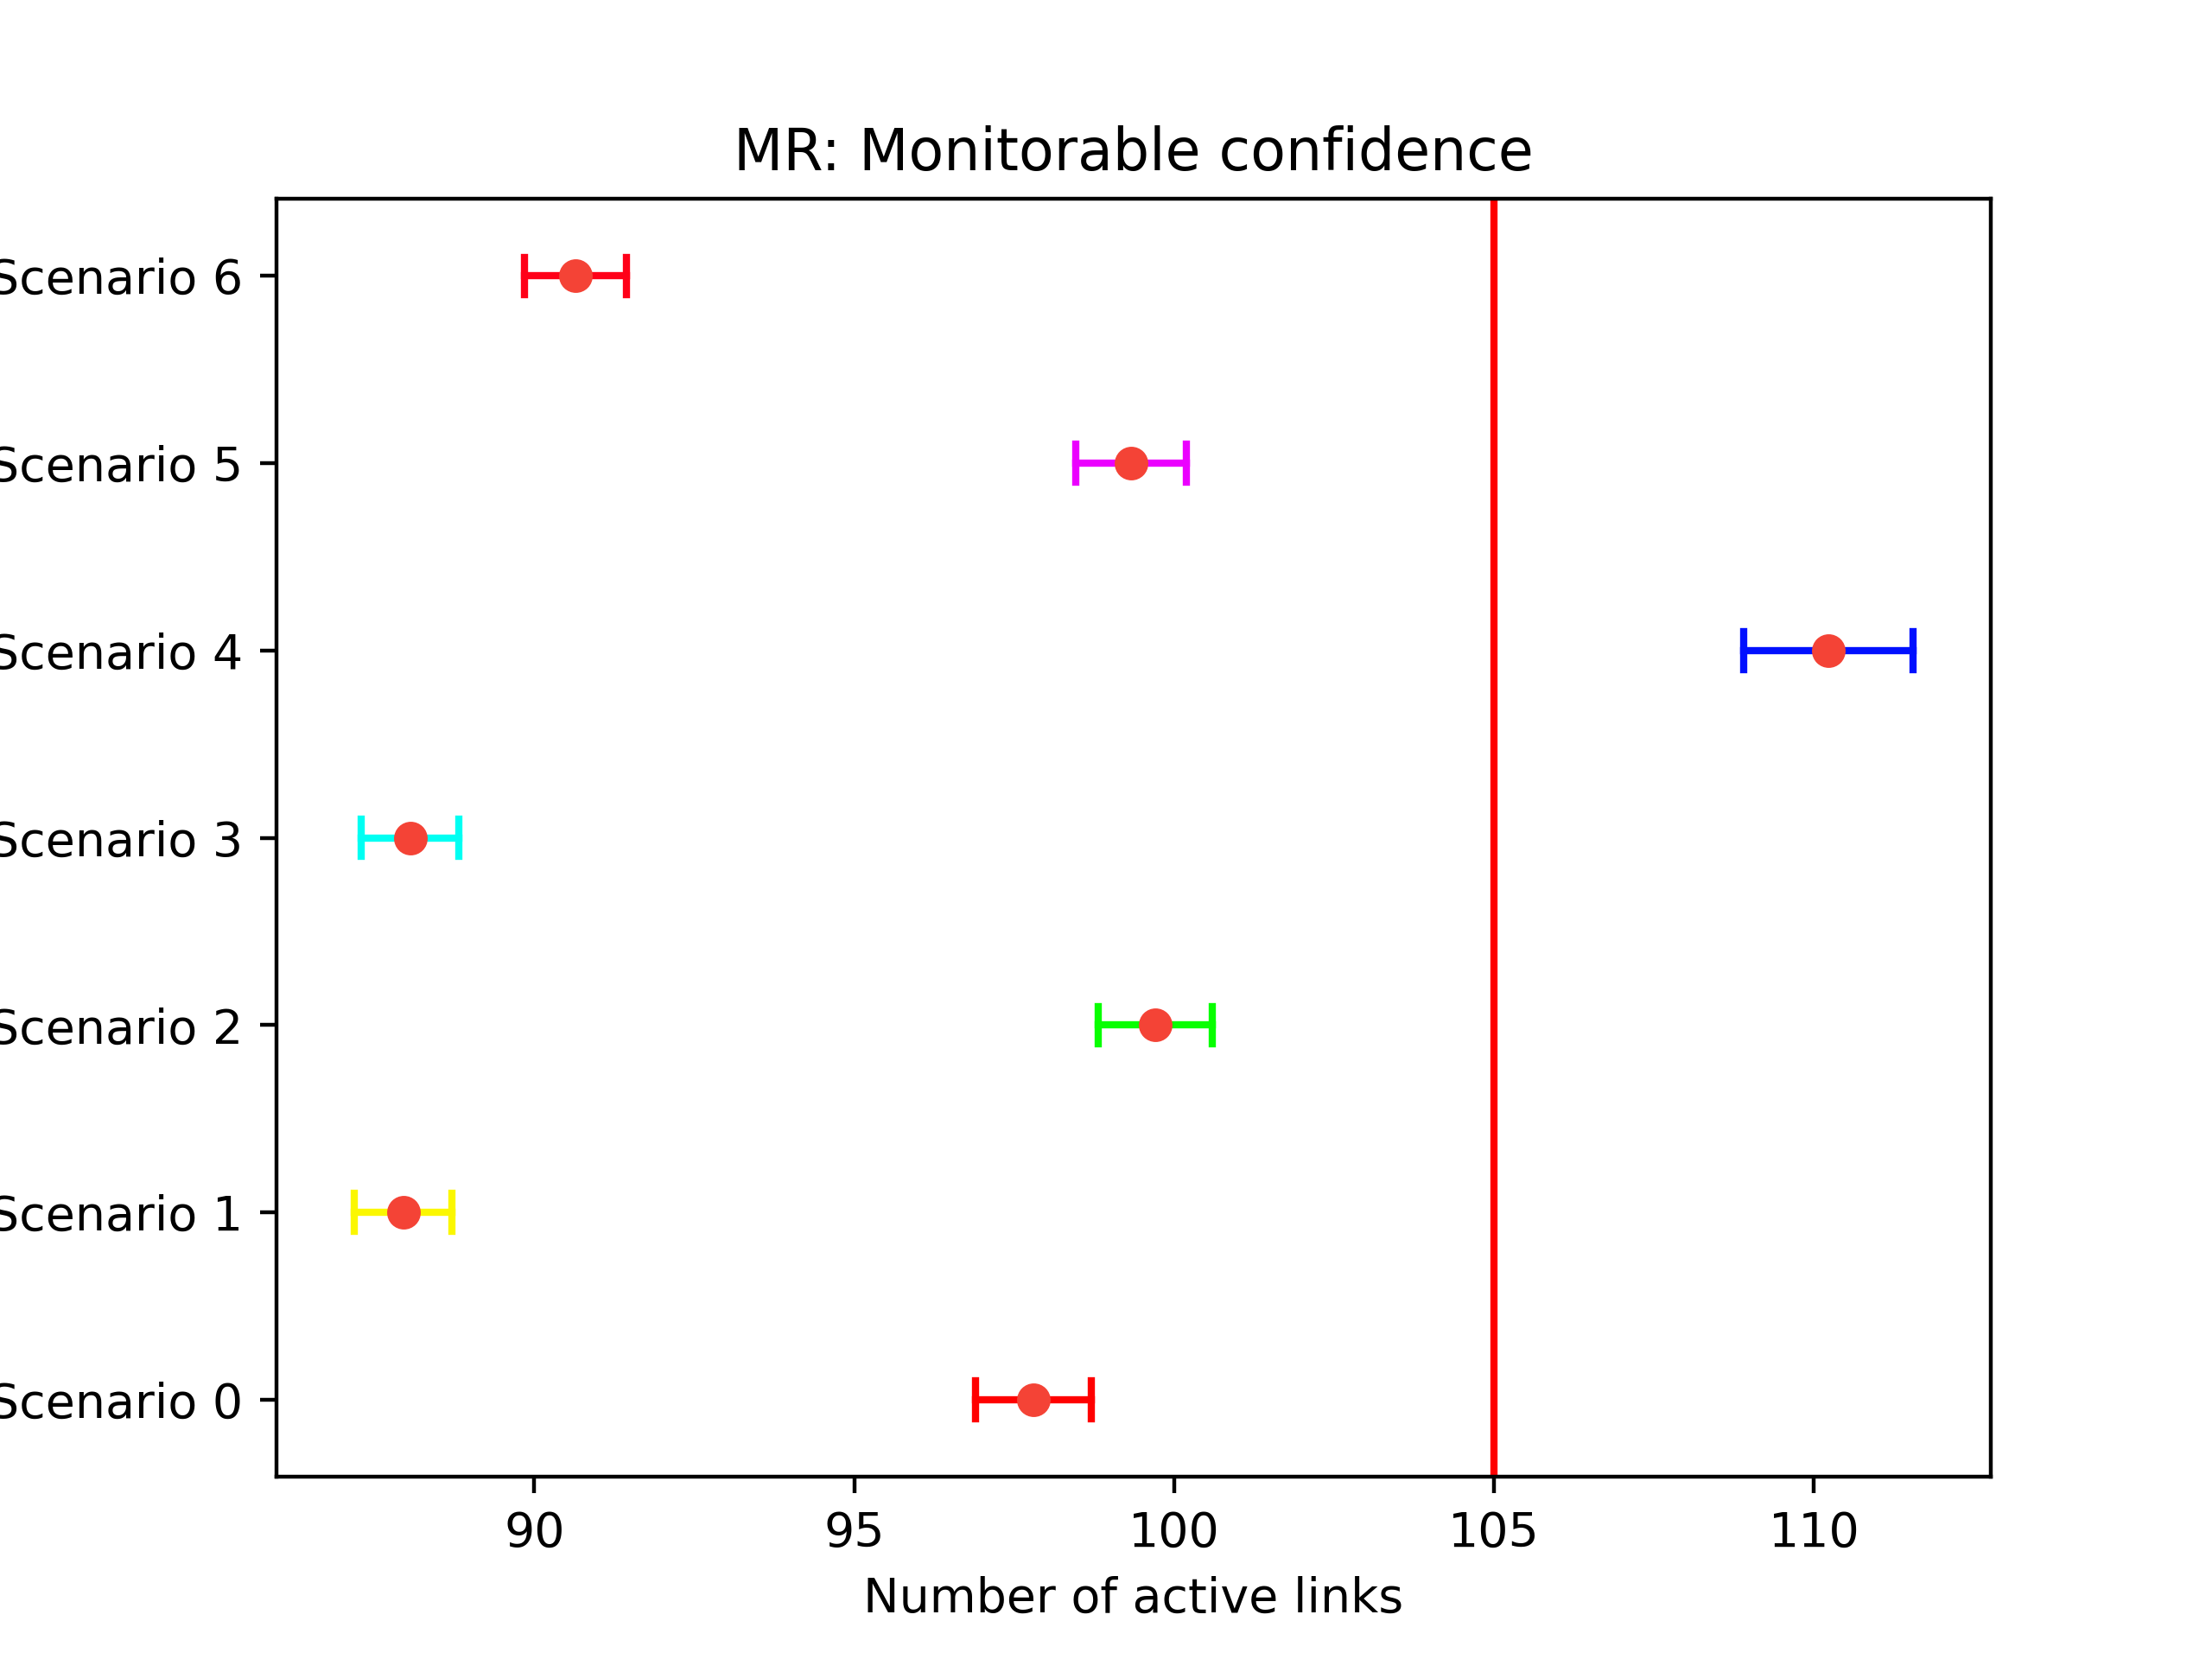 MR: Monitorable confidence
Scenario 6
Scenario 5
Scenario 4
Scenario 3
Scenario 2
Scenario 1
Scenario 0
90 95 100 105 110
Number of active links